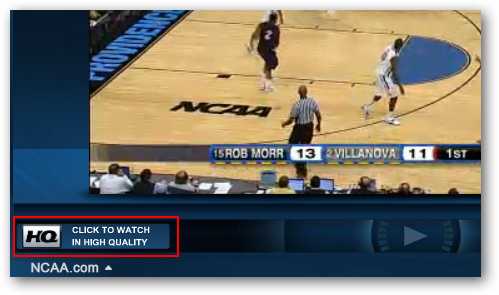 PROVIDENCE
2
NCAA
15 ROB MORR 13 2 VILLANOVA 11 1ST
HQ CLICK TO WATCH
IN HIGH QUALITY
NCAA.com